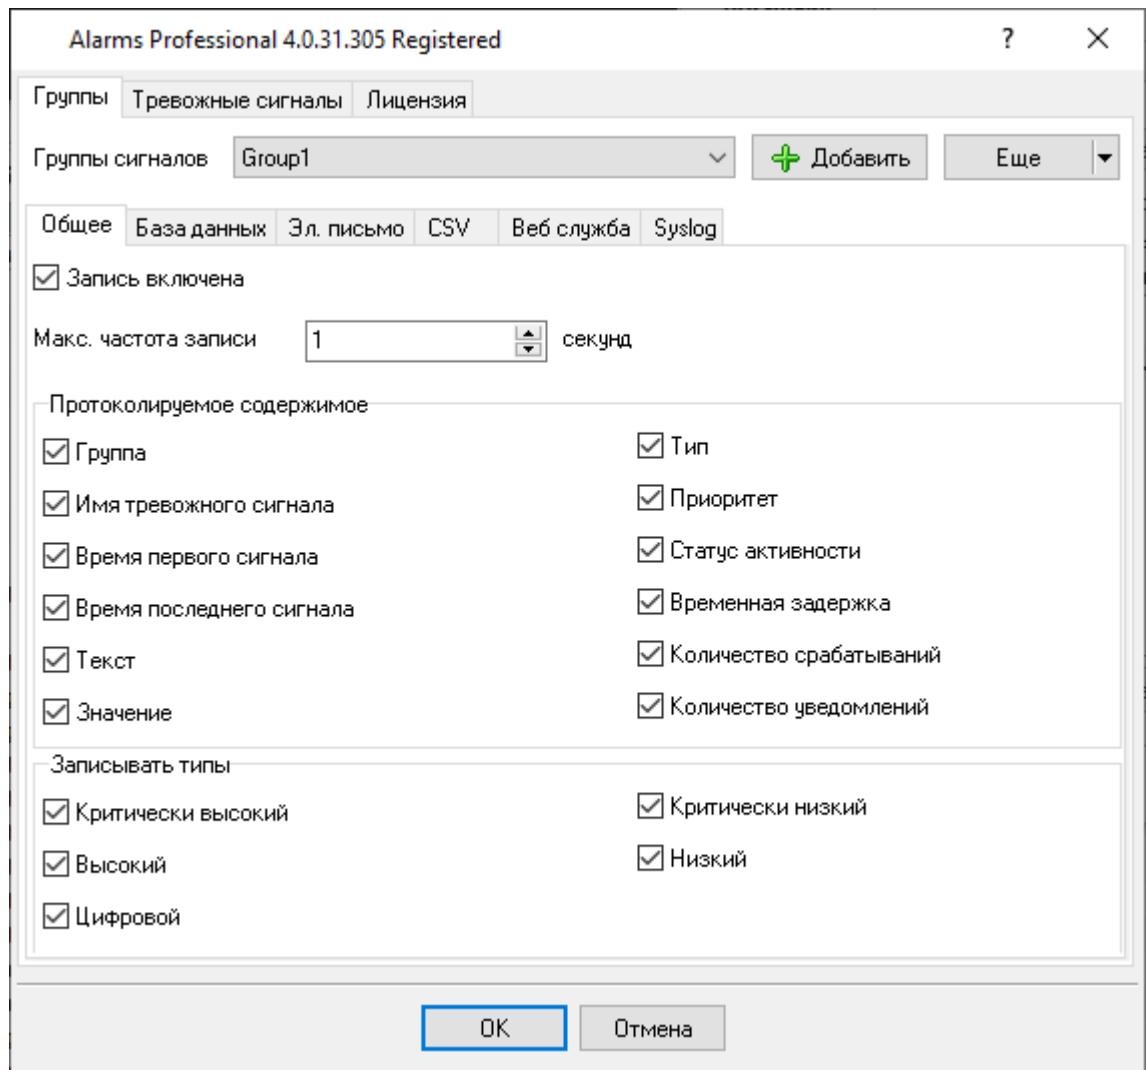 Alarms Professional 4.0.31.305 Registered
Группы Тревожные сигналы Лицензия
Группы сигналов Group1 Добавить Еще
Общее База данных Эл. письмо CSV Веб служба Syslog
Запись включена
Макс. частота записи 1 секунд
Протоколируемое содержимое
Группа Тип
Имя тревожного сигнала Приоритет
Время первого сигнала Статус активности
Время последнего сигнала Временная задержка
Текст Количество срабатываний
Значение Количество уведомлений
Записывать типы
Критически высокий Критически низкий
Высокий Низкий
Цифровой
OK Отмена